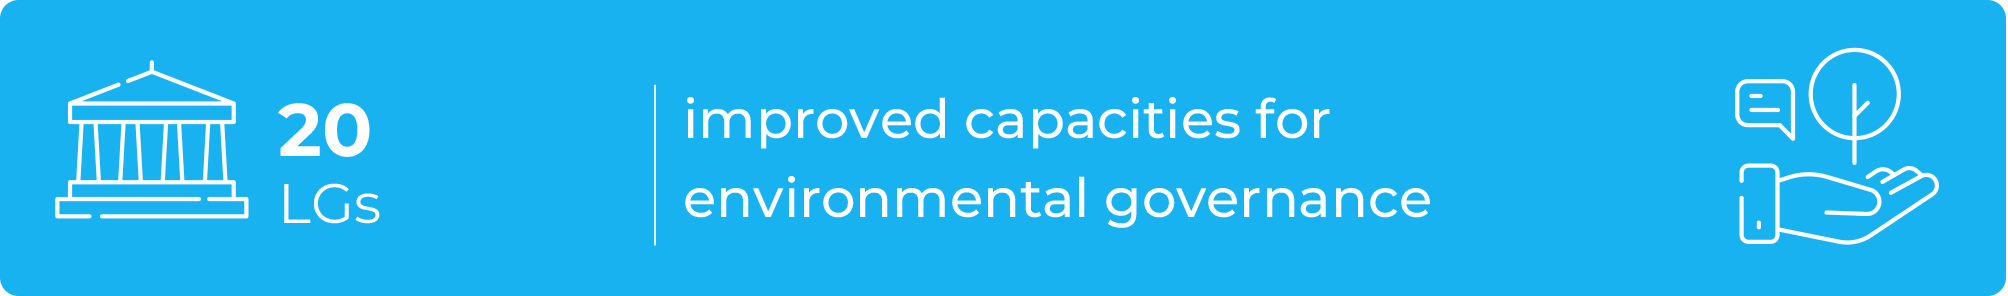 20
LGs
improved capacities for
environmental governance